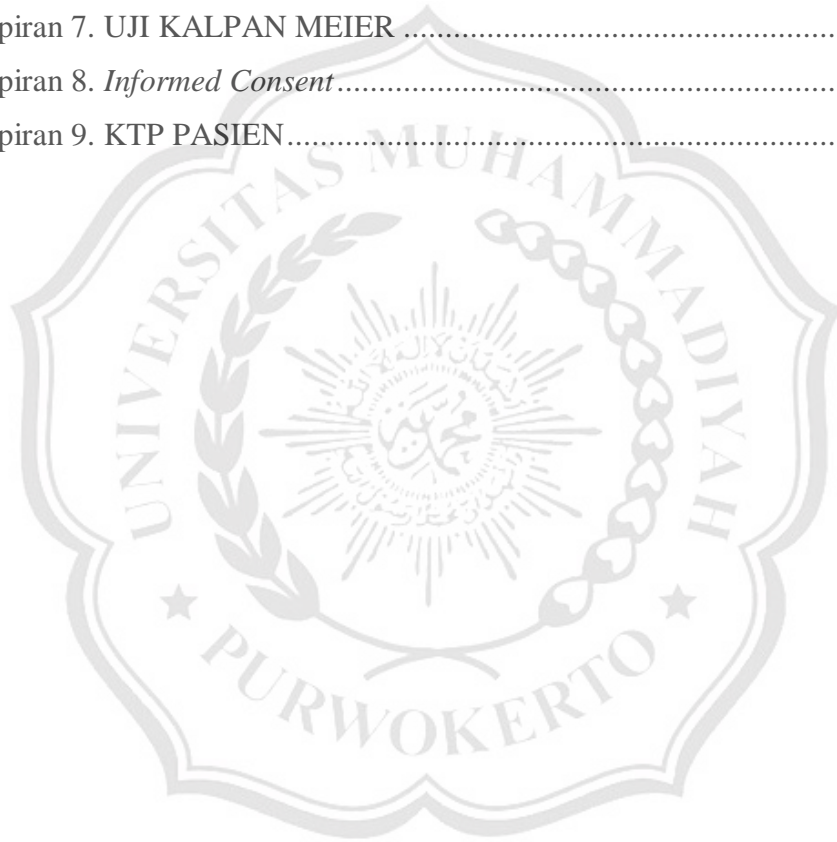 piran 7. UJI KALPAN MEIER ........................................................
piran 8. Informed Consent ................................................................
piran 9. KTP PASIEN ......................................................................
UNIVERSITAS MUHAMMADIYAH
★ PURWOKERTO ★